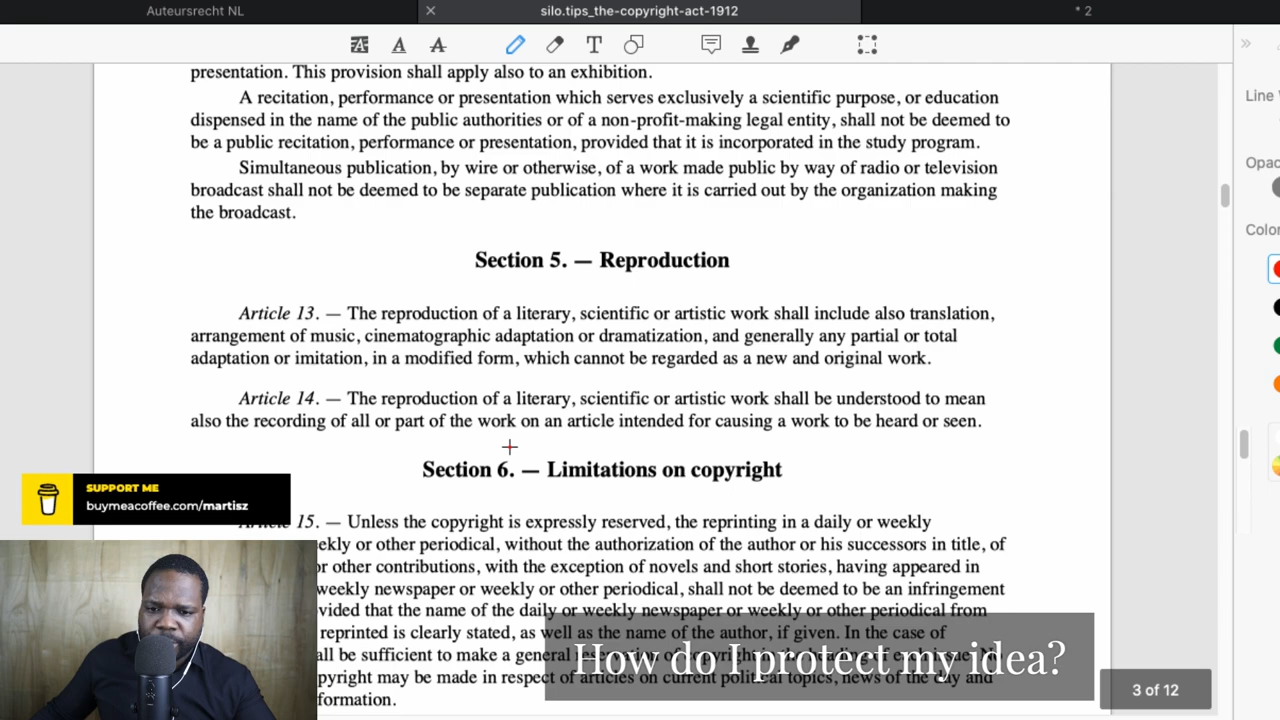 Auteursrecht NL
silo.tips_the-copyright-act-1912
* 2
presentation. This provision shall apply also to an exhibition.
A recitation, performance or presentation which serves exclusively a scientific purpose, or education
dispensed in the name of the public authorities or of a non-profit-making legal entity, shall not be deemed to
be a public recitation, performance or presentation, provided that it is incorporated in the study program.
Simultaneous publication, by wire or otherwise, of a work made public by way of radio or television
broadcast shall not be deemed to be separate publication where it is carried out by the organization making
the broadcast.
Section 5. — Reproduction
Article 13. — The reproduction of a literary, scientific or artistic work shall include also translation,
arrangement of music, cinematographic adaptation or dramatization, and generally any partial or total
adaptation or imitation, in a modified form, which cannot be regarded as a new and original work.
Article 14. — The reproduction of a literary, scientific or artistic work shall be understood to mean
also the recording of all or part of the work on an article intended for causing a work to be heard or seen.
Section 6. — Limitations on copyright
15. — Unless the copyright is expressly reserved, the reprinting in a daily or weekly
ekly or other periodical, without the authorization of the author or his successors in title, of
or other contributions, with the exception of novels and short stories, having appeared in
weekly newspaper or weekly or other periodical, shall not be deemed to be an infringement
vided that the name of the daily or weekly newspaper or weekly or other periodical from
reprinted is clearly stated, as well as the name of the author, if given. In the case of
all be sufficient to make a general
pyright may be made in respect of articles on current political topics, news of the day and
formation.
SUPPORT ME
buymeacoffee.com/martisz
How do I protect my idea?
3 of 12
Line
Opac
Color